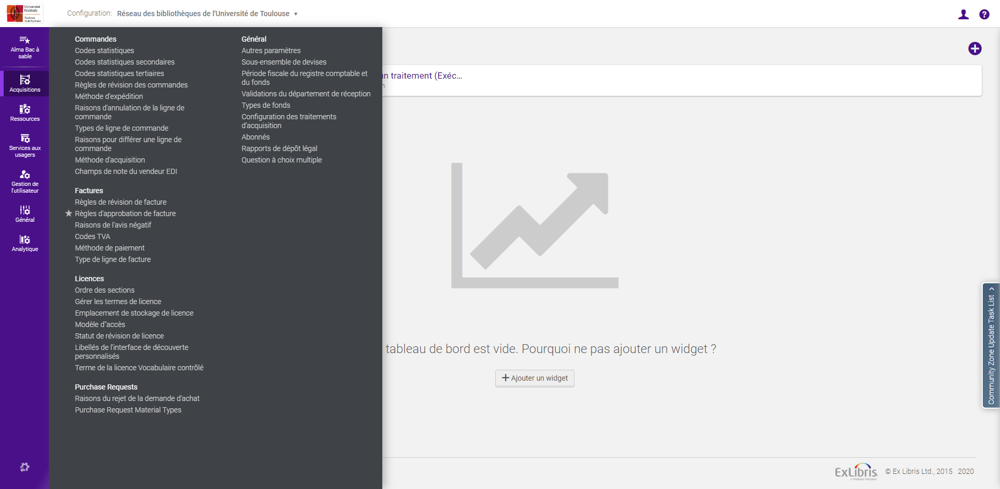 Université
Fédérale
Toulouse
Midi-Pyrénées
Configuration: Réseau des bibliothèques de l'Université de Toulouse
Alma Bac à
sable
Acquisitions
Ressources
Services aux
usagers
Gestion de
l'utilisateur
Général
Analytique
Commandes
Codes statistiques
Codes statistiques secondaires
Codes statistiques tertiaires
Règles de révision des commandes
Méthode d'expédition
Raisons d'annulation de la ligne de
commande
Types de ligne de commande
Raisons pour différer une ligne de
commande
Méthode d'acquisition
Champs de note du vendeur EDI
Factures
Règles de révision de facture
Règles d'approbation de facture
Raisons de l'avis négatif
Codes TVA
Méthode de paiement
Type de ligne de facture
Licences
Ordre des sections
Gérer les termes de licence
Emplacement de stockage de licence
Modèle d''accès
Statut de révision de licence
Libellés de l'interface de découverte
personnalisés
Terme de la licence Vocabulaire contrôlé
Purchase Requests
Raisons du rejet de la demande d'achat
Purchase Request Material Types
Général
Autres paramètres
Sous-ensemble de devises
Période fiscale du registre comptable et
du fonds
Validations du département de réception
Types de fonds
Configuration des traitements
d'acquisition
Abonnés
Rapports de dépôt légal
Question à choix multiple
un traitement (Exéc...
n
tableau de bord est vide. Pourquoi ne pas ajouter un widget ?
Ajouter un widget
Community Zone Update Task List
ExLibris
a ProQuest Company
© Ex Libris Ltd., 2015 2020